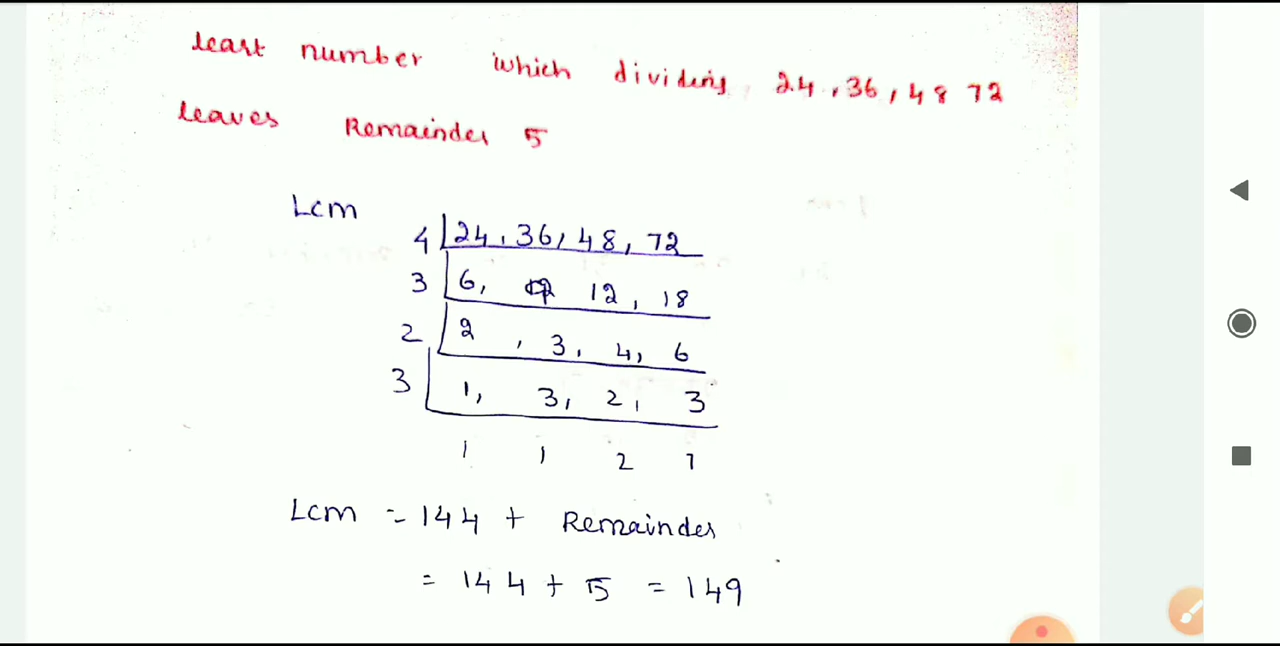 least number which dividing, 24, 36, 48 72
leaves Remainder 5
Lcm
4 24, 36, 48, 72
3 6, 12, 18
2 2, 3, 4, 6
3 1, 3, 2, 3
1 1 2 1
Lcm = 144 + Remainder
= 144 + 5 = 149